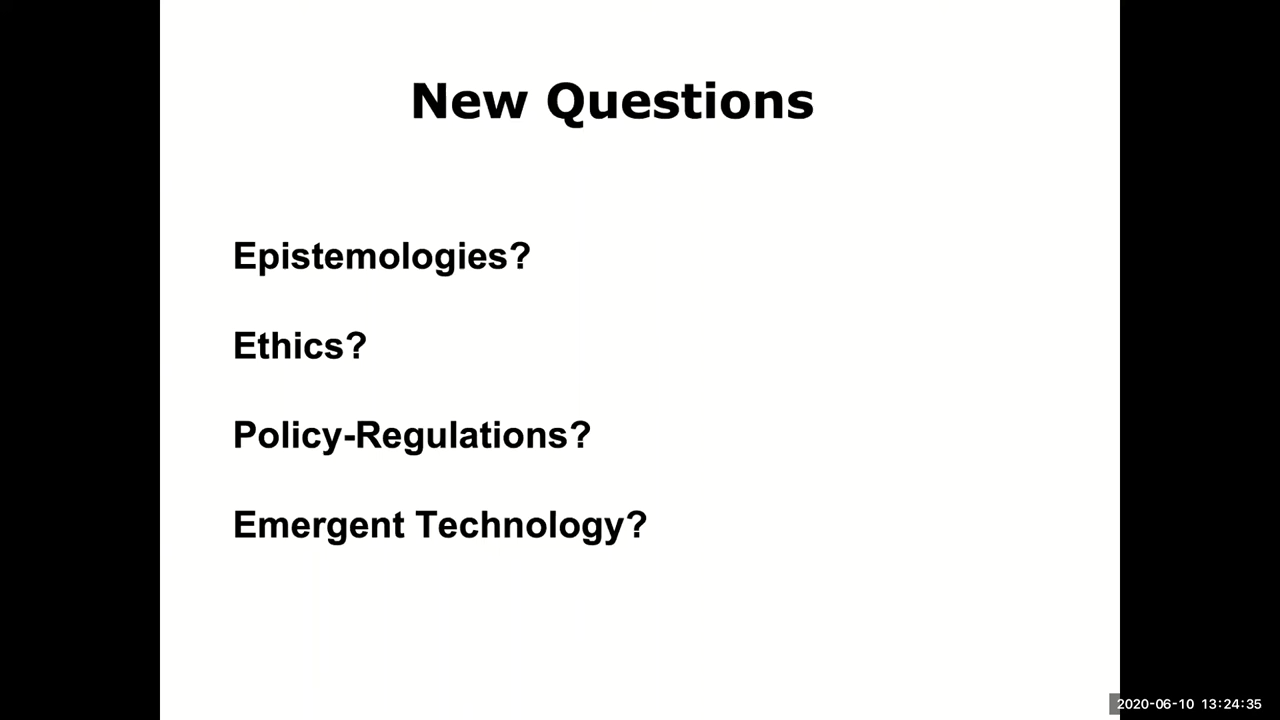 New Questions
Epistemologies?
Ethics?
Policy-Regulations?
Emergent Technology?
2020-06-10 13:24:35